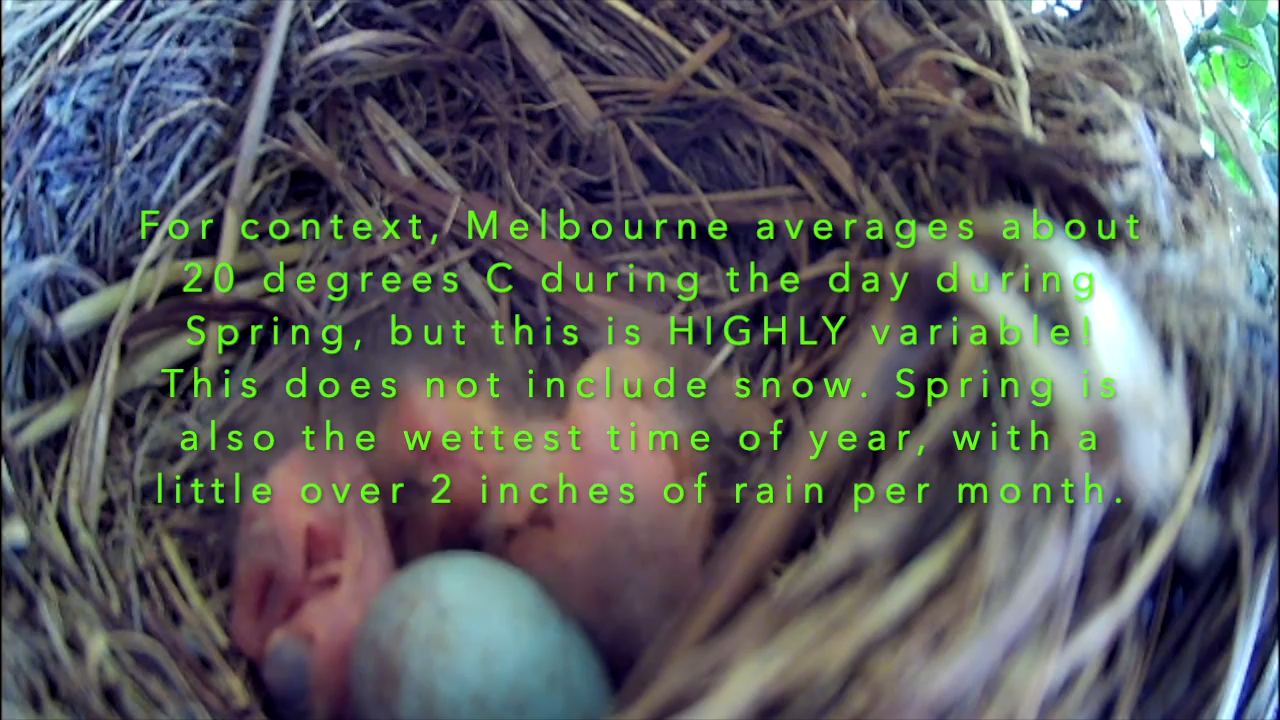 For context, Melbourne averages about
20 degrees C during the day during
Spring, but this is HIGHLY variable!
This does not include snow. Spring is
also the wettest time of year, with a
little over 2 inches of rain per month.